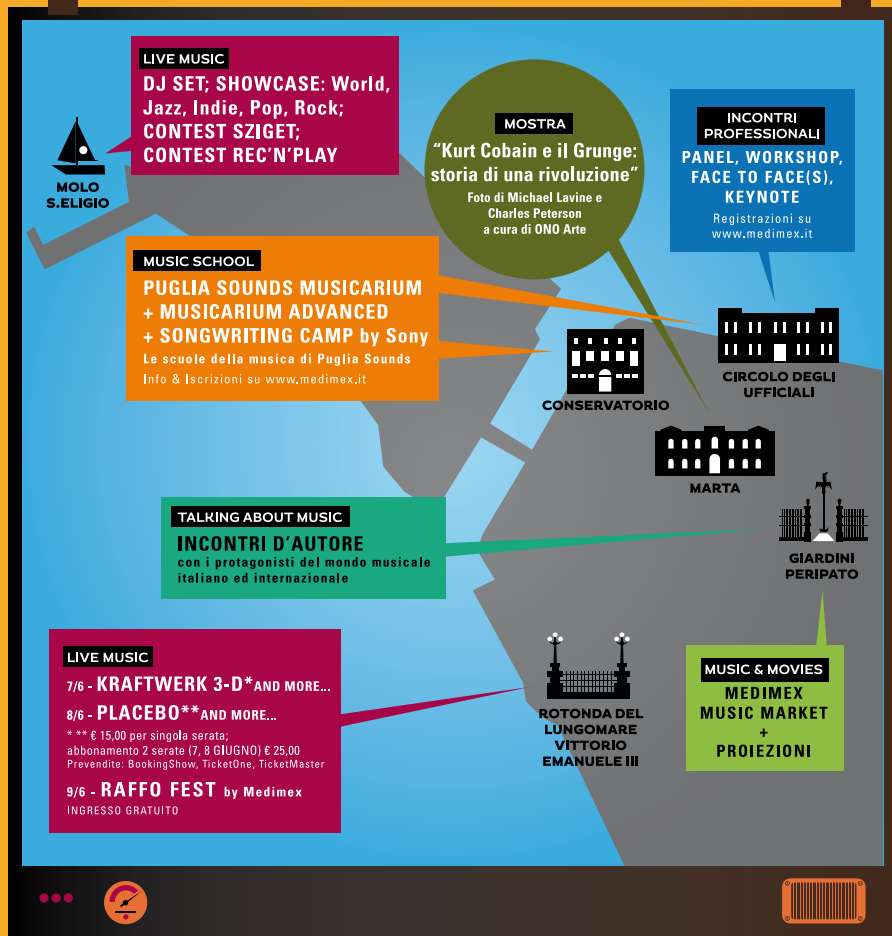 LIVE MUSIC
DJ SET; SHOWCASE: World,
Jazz, Indie, Pop, Rock;
CONTEST SZIGET;
CONTEST REC'N'PLAY
MOLO
S.ELIGIO
MOSTRA
“Kurt Cobain e il Grunge:
storia di una rivoluzione”
Foto di Michael Lavine e
Charles Peterson
a cura di ONO Arte
INCONTRI
PROFESSIONALI
PANEL, WORKSHOP,
FACE TO FACE(S),
KEYNOTE
Registrazioni su
www.medimex.it
MUSIC SCHOOL
PUGLIA SOUNDS MUSICARIUM
+ MUSICARIUM ADVANCED
+ SONGWRITING CAMP by Sony
Le scuole della musica di Puglia Sounds
Info & Iscrizioni su www.medimex.it
CONSERVATORIO
CIRCOLO DEGLI
UFFICIALI
MARTA
TALKING ABOUT MUSIC
INCONTRI D'AUTORE
con i protagonisti del mondo musicale
italiano ed internazionale
GIARDINI
PERIPATO
LIVE MUSIC
7/6 - KRAFTWERK 3-D* AND MORE...
8/6 - PLACEBO** AND MORE...
* ** € 15,00 per singola serata;
abbonamento 2 serate (7, 8 GIUGNO) € 25,00
Prevendite: BookingShow, TicketOne, TicketMaster
9/6 - RAFFO FEST by Medimex
INGRESSO GRATUITO
ROTONDA DEL
LUNGOMARE
VITTORIO
EMANUELE III
MUSIC & MOVIES
MEDIMEX
MUSIC MARKET
+
PROIEZIONI